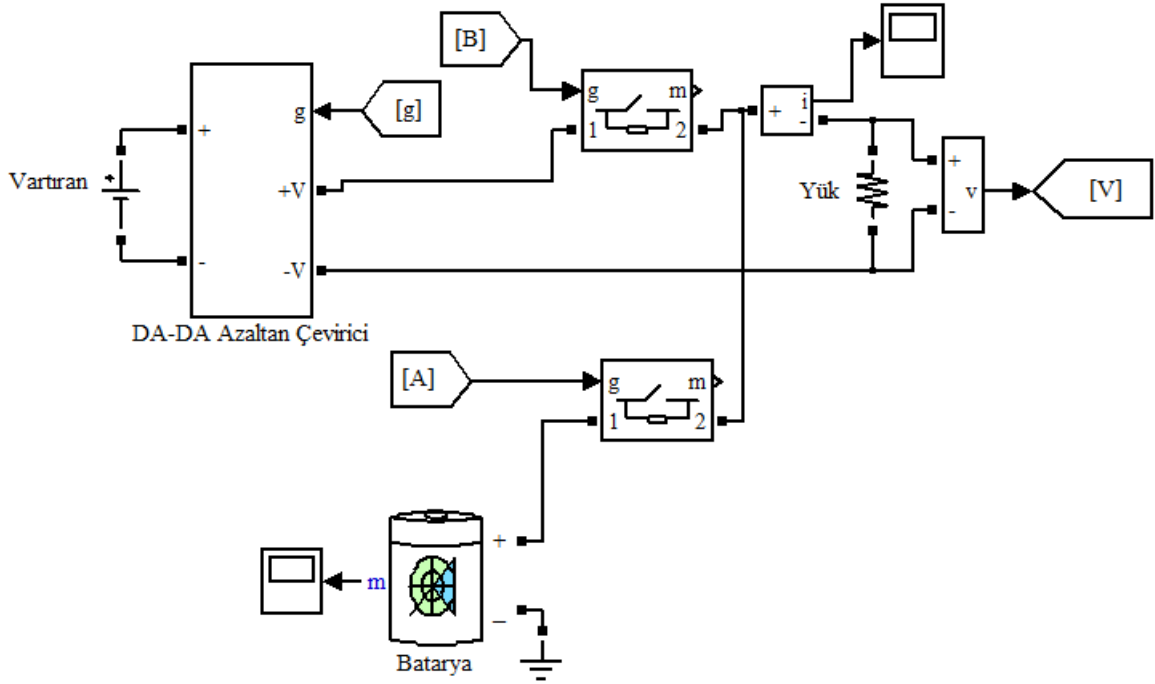 [B]
g
m
1
2
+
i
-
+
g
[g]
Vartıran
+
+V
Yük
+
v
-
[V]
-
-V
DA-DA Azaltan Çevirici
[A]
g
m
1
2
+
m
_
Batarya